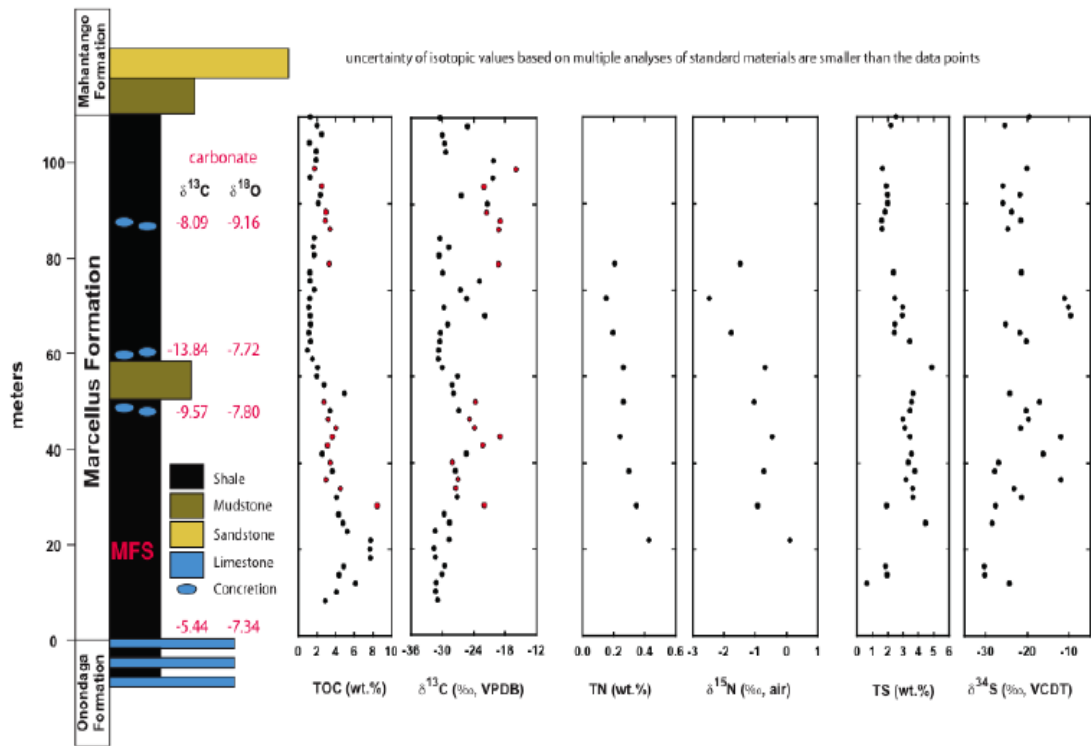 uncertainty of isotopic values based on multiple analyses of standard materials are smaller than the data points
Mahantango
Formation
Marcellus Formation
Onondaga
Formation
meters
100
80
60
40
20
0
carbonate
δ13C δ18O
-8.09 -9.16
-13.84 -7.72
-9.57 -7.80
-5.44 -7.34
MFS
Shale
Mudstone
Sandstone
Limestone
Concretion
0 2 4 6 8 10
TOC (wt.%)
-36 -30 -24 -18 -12
δ13C (‰, VPDB)
0 0.2 0.4 0.6
TN (wt.%)
-3 -2 -1 0 1
δ15N (‰, air)
0 1 2 3 4 5 6
TS (wt.%)
-30 -20 -10
δ34S (‰, VCDT)